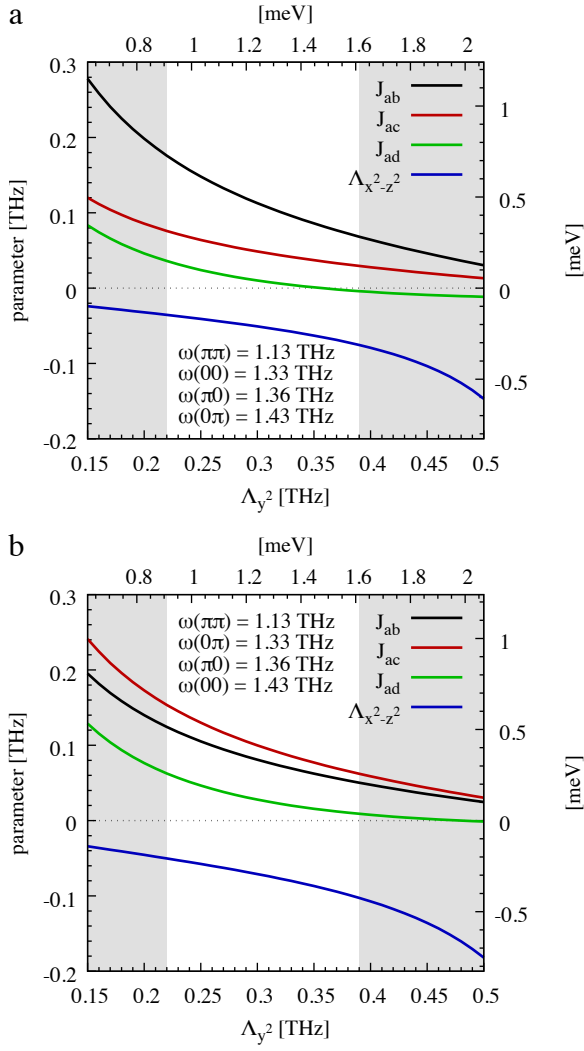 a
[meV]
0.8 1 1.2 1.4 1.6 1.8 2
0.3
0.2
0.1
0
-0.1
-0.2
parameter [THz]
J_ab
J_ac
J_ad
Λ_x²-z²
1
0.5
0
-0.5
[meV]
ω(ππ) = 1.13 THz
ω(00) = 1.33 THz
ω(π0) = 1.36 THz
ω(0π) = 1.43 THz
0.15 0.2 0.25 0.3 0.35 0.4 0.45 0.5
Λ_y² [THz]
b
[meV]
0.8 1 1.2 1.4 1.6 1.8 2
0.3
0.2
0.1
0
-0.1
-0.2
parameter [THz]
ω(ππ) = 1.13 THz
ω(0π) = 1.33 THz
ω(π0) = 1.36 THz
ω(00) = 1.43 THz
J_ab
J_ac
J_ad
Λ_x²-z²
1
0.5
0
-0.5
[meV]
0.15 0.2 0.25 0.3 0.35 0.4 0.45 0.5
Λ_y² [THz]